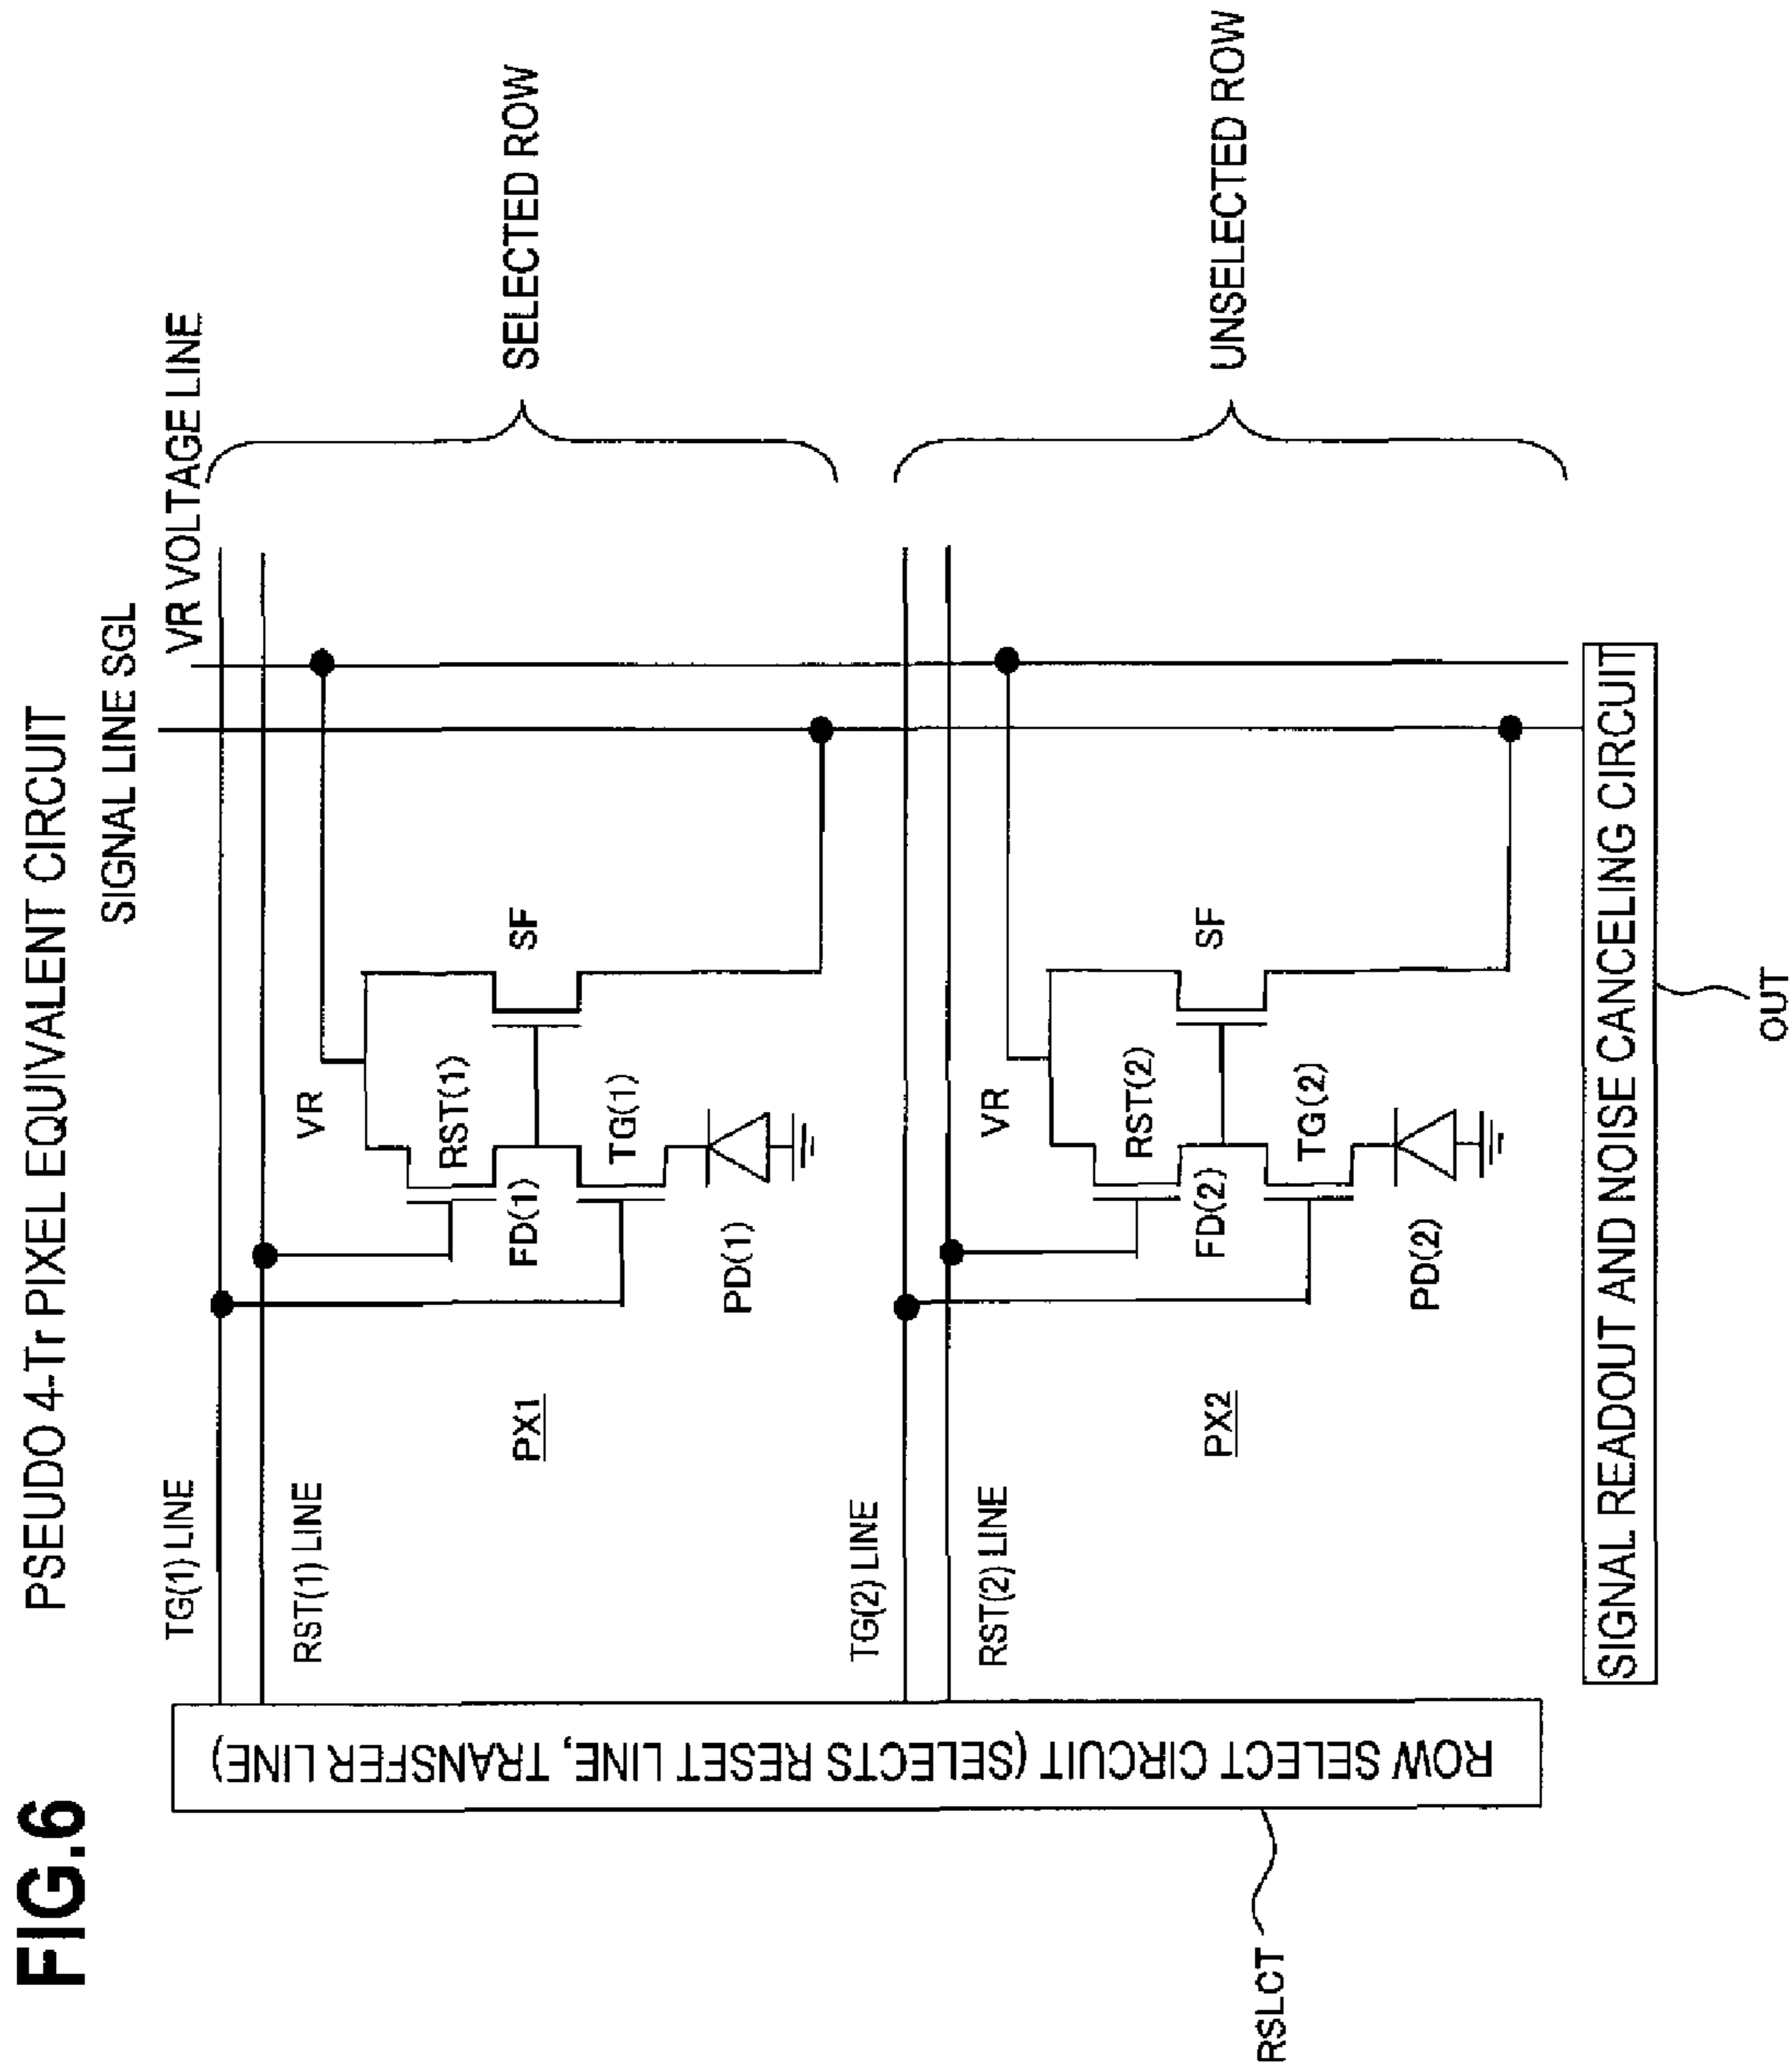 FIG.6
PSEUDO 4-Tr PIXEL EQUIVALENT CIRCUIT
SIGNAL LINE SGL
VR VOLTAGE LINE
TG(1) LINE
RST(1) LINE
VR
RST(1)
SF
FD(1)
TG(1)
PX1
PD(1)
SELECTED ROW
TG(2) LINE
RST(2) LINE
VR
RST(2)
SF
FD(2)
TG(2)
PX2
PD(2)
UNSELECTED ROW
ROW SELECT CIRCUIT (SELECTS RESET LINE, TRANSFER LINE)
RSLCT
SIGNAL READOUT AND NOISE CANCELING CIRCUIT
OUT